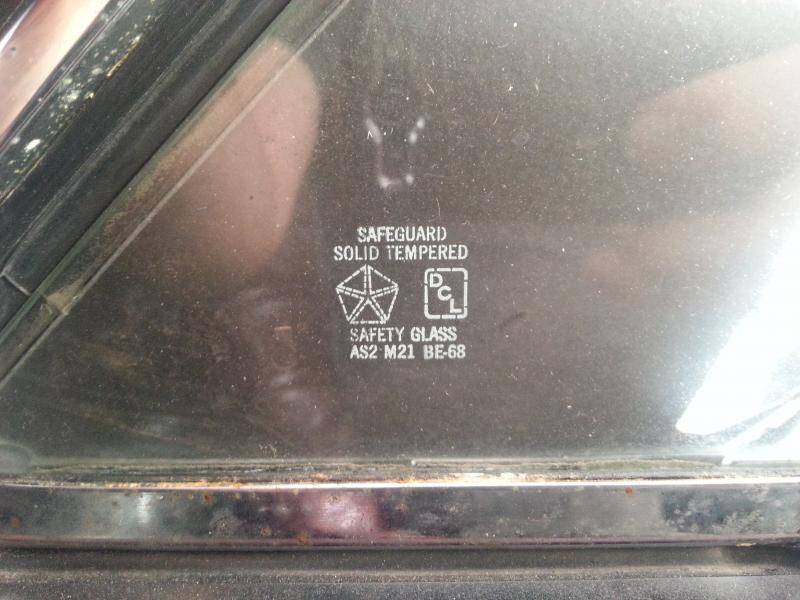 SAFEGUARD
SOLID TEMPERED
DCL
SAFETY GLASS
AS2 M21 BE-68